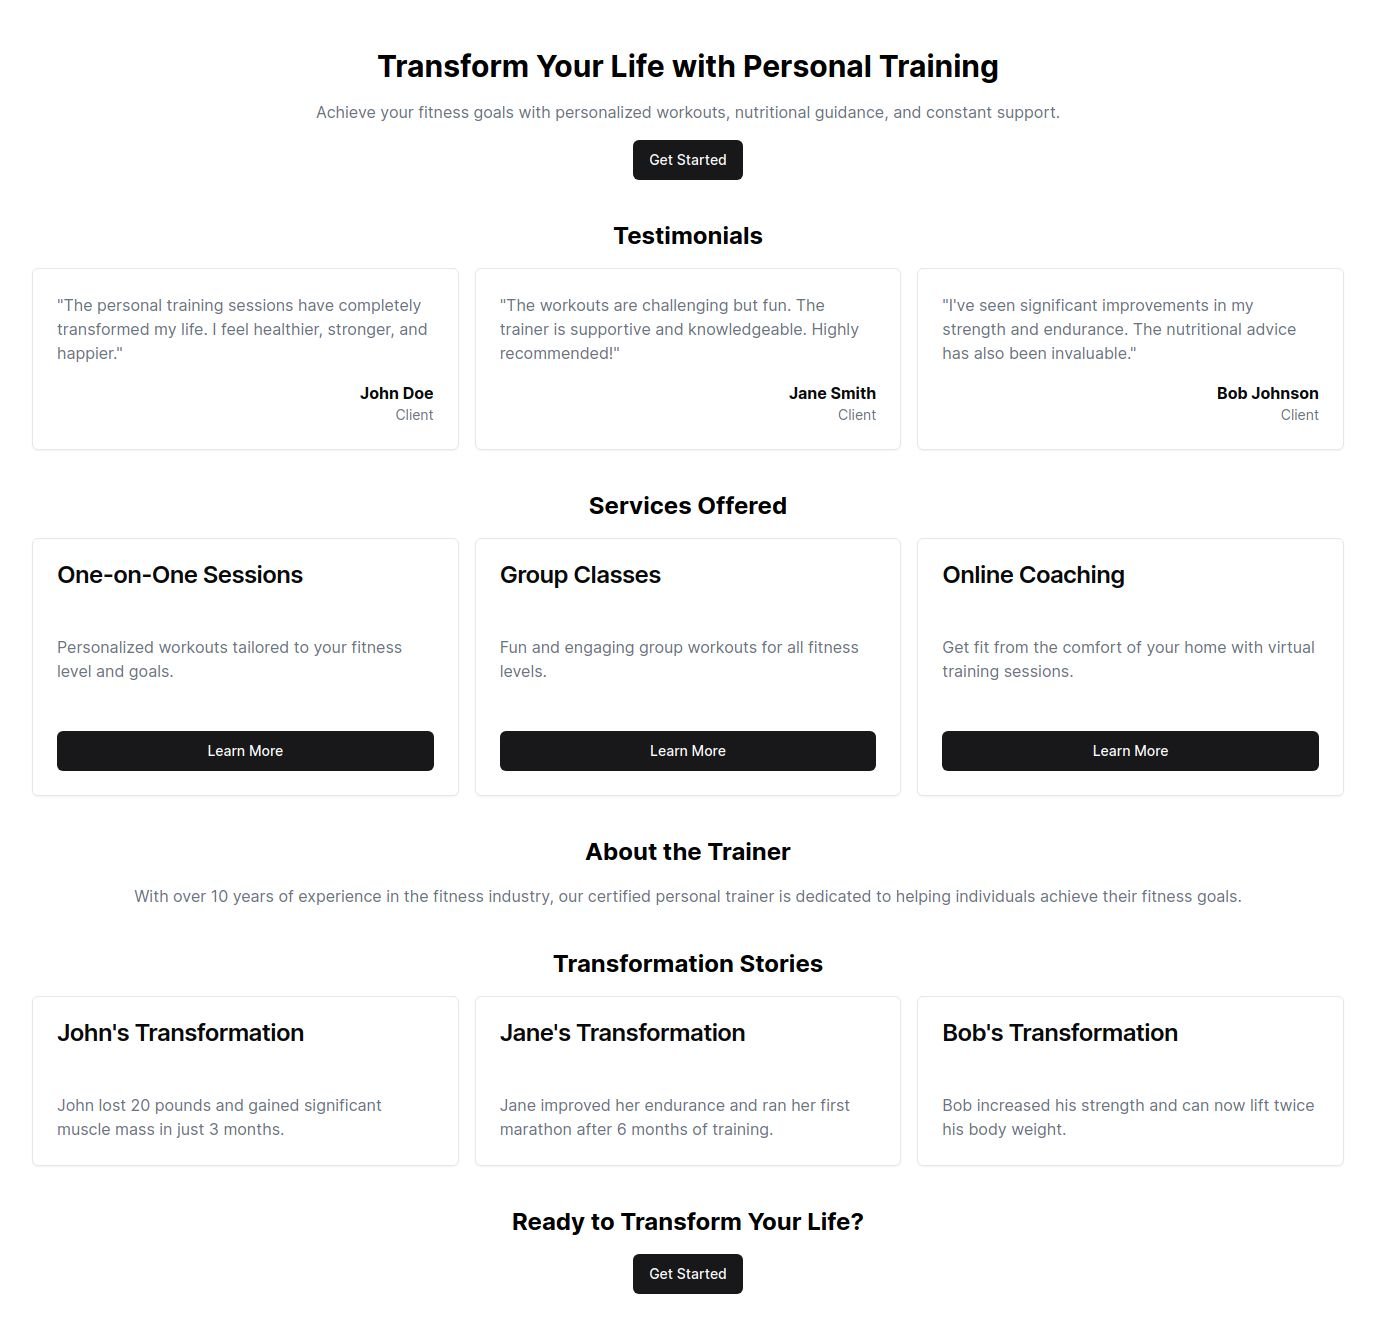 Transform Your Life with Personal Training
Achieve your fitness goals with personalized workouts, nutritional guidance, and constant support.
Get Started
Testimonials
"The personal training sessions have completely
transformed my life. I feel healthier, stronger, and
happier."
John Doe
Client
"The workouts are challenging but fun. The
trainer is supportive and knowledgeable. Highly
recommended!"
Jane Smith
Client
"I've seen significant improvements in my
strength and endurance. The nutritional advice
has also been invaluable."
Bob Johnson
Client
Services Offered
One-on-One Sessions
Personalized workouts tailored to your fitness
level and goals.
Learn More
Group Classes
Fun and engaging group workouts for all fitness
levels.
Learn More
Online Coaching
Get fit from the comfort of your home with virtual
training sessions.
Learn More
About the Trainer
With over 10 years of experience in the fitness industry, our certified personal trainer is dedicated to helping individuals achieve their fitness goals.
Transformation Stories
John's Transformation
John lost 20 pounds and gained significant
muscle mass in just 3 months.
Jane's Transformation
Jane improved her endurance and ran her first
marathon after 6 months of training.
Bob's Transformation
Bob increased his strength and can now lift twice
his body weight.
Ready to Transform Your Life?
Get Started